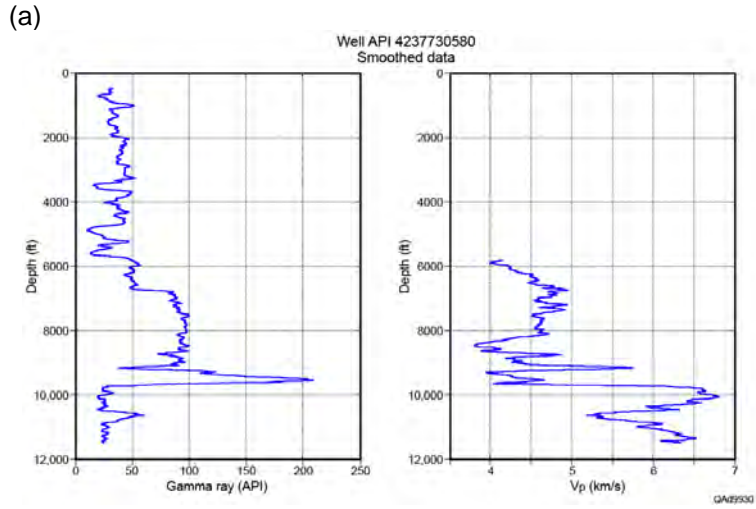 (a)
Well API 4237730580
Smoothed data
0
2000
4000
6000
8000
10,000
12,000
Depth (ft)
0 50 100 150 200 250
Gamma ray (API)
0
2000
4000
6000
8000
10,000
12,000
Depth (ft)
4 5 6 7
Vp (km/s)
QAd9930